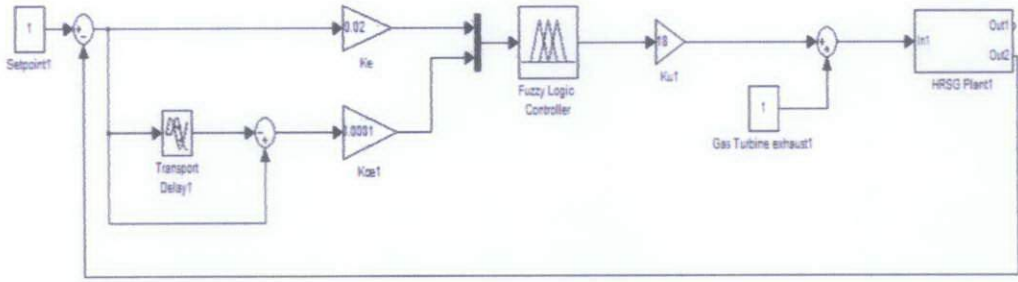 1
Setpoint1
0.02
Ke
Transport
Delay1
0.0001
Kce1
Fuzzy Logic
Controller
18
Ku1
1
Gas Turbine exhaust1
In1
Out1
Out2
HRSG Plant1